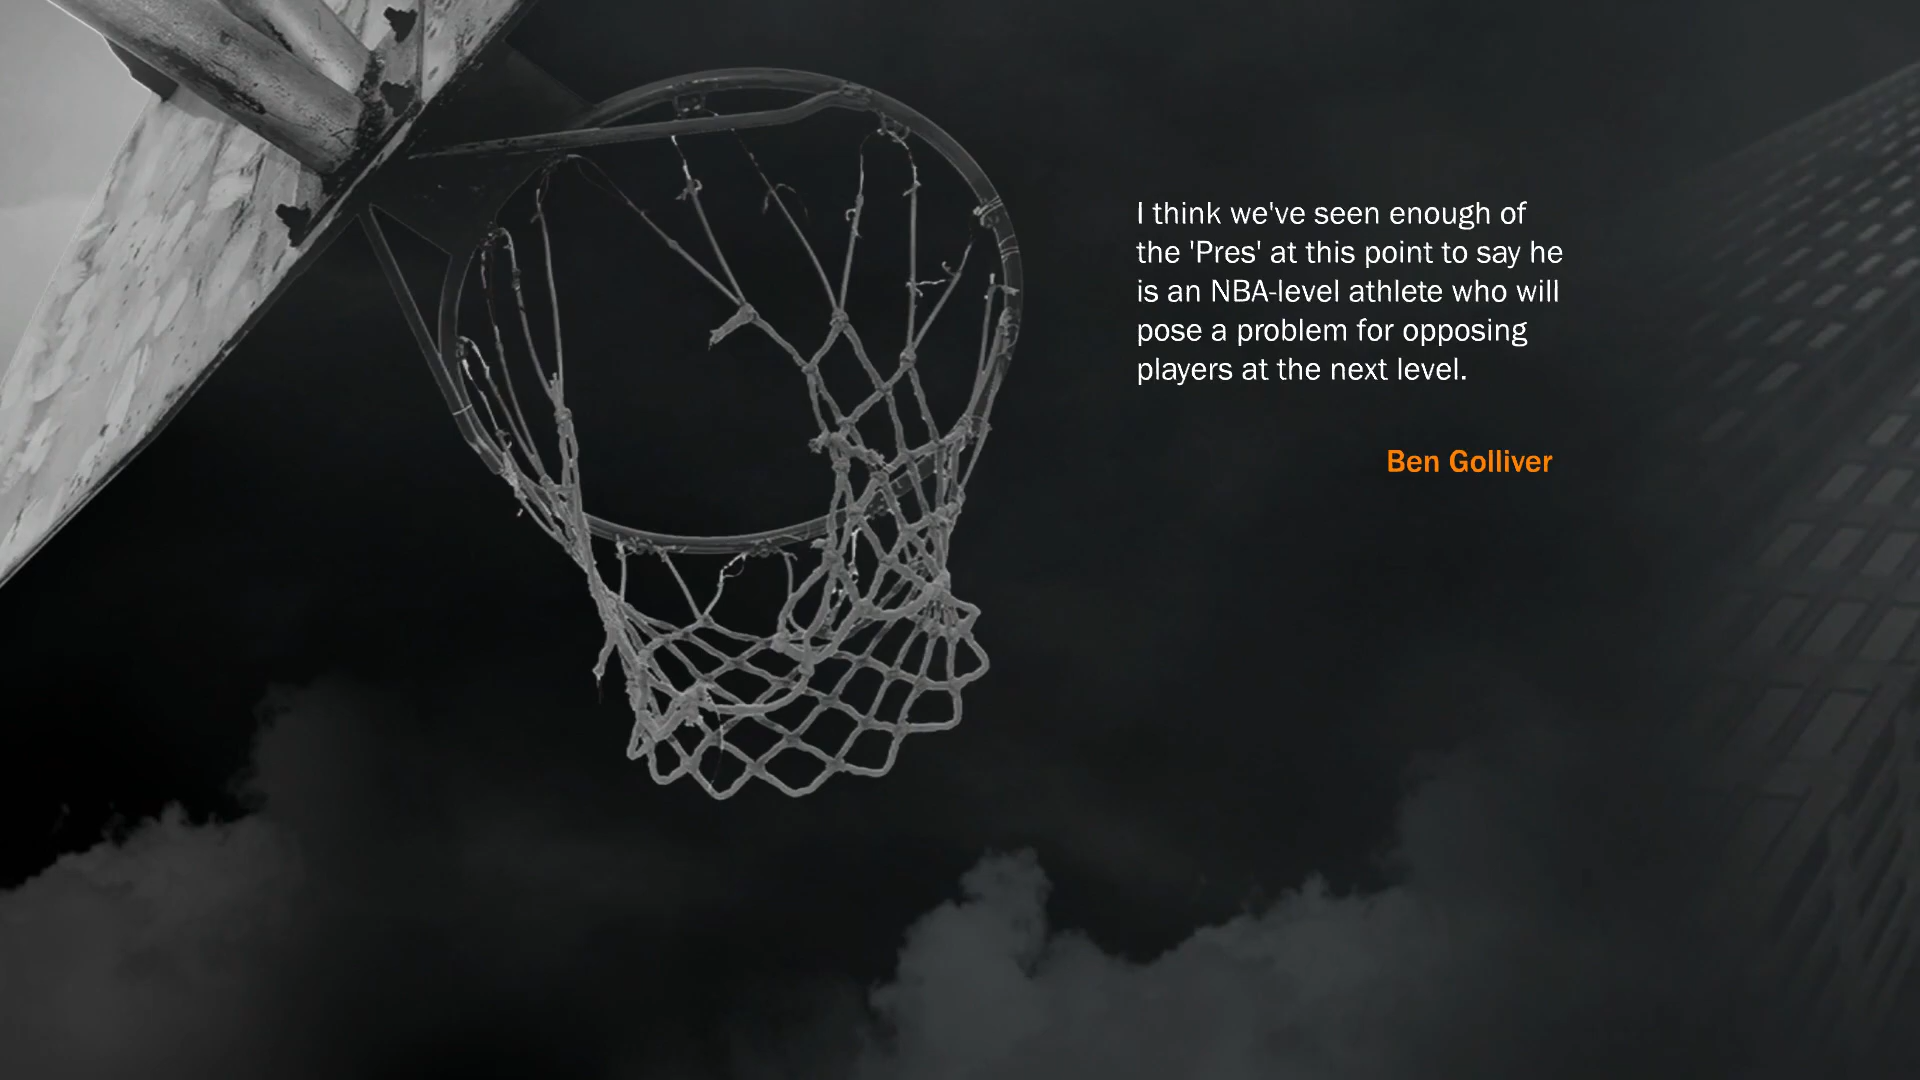 I think we've seen enough of
the 'Pres' at this point to say he
is an NBA-level athlete who will
pose a problem for opposing
players at the next level.
Ben Golliver